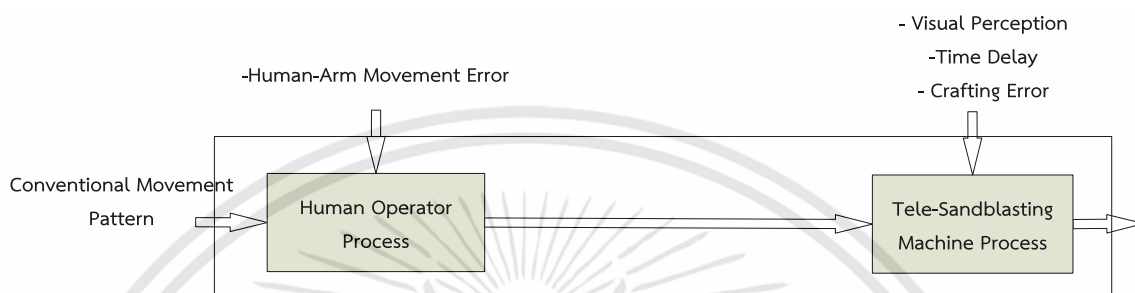 - Visual Perception
-Time Delay
- Crafting Error
-Human-Arm Movement Error
Conventional Movement
Pattern
Human Operator
Process
Tele-Sandblasting
Machine Process